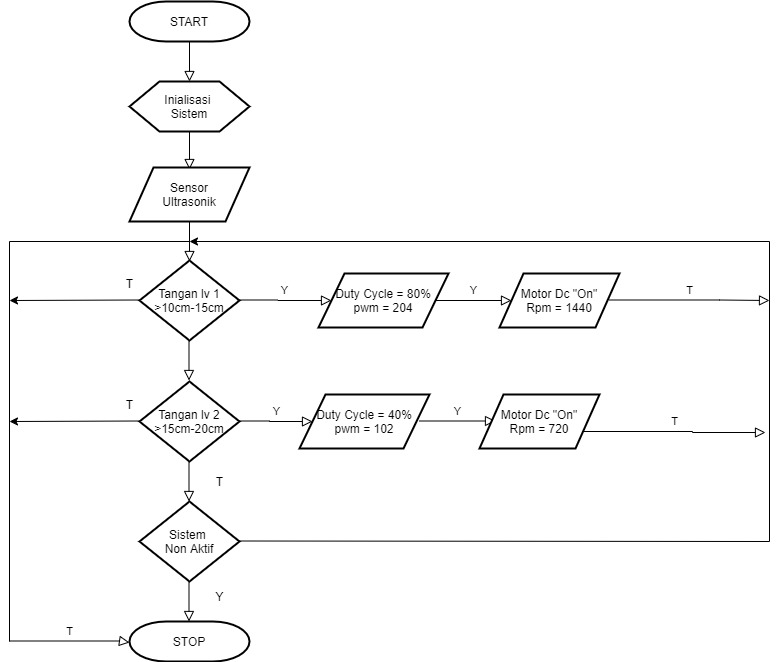 START
Inialisasi
Sistem
Sensor
Ultrasonik
T
Tangan lv 1
>10cm-15cm
Y
Duty Cycle = 80%
pwm = 204
Y
Motor Dc "On"
Rpm = 1440
T
T
Tangan lv 2
>15cm-20cm
Y
Duty Cycle = 40%
pwm = 102
Y
Motor Dc "On"
Rpm = 720
T
T
Sistem
Non Aktif
Y
T
STOP